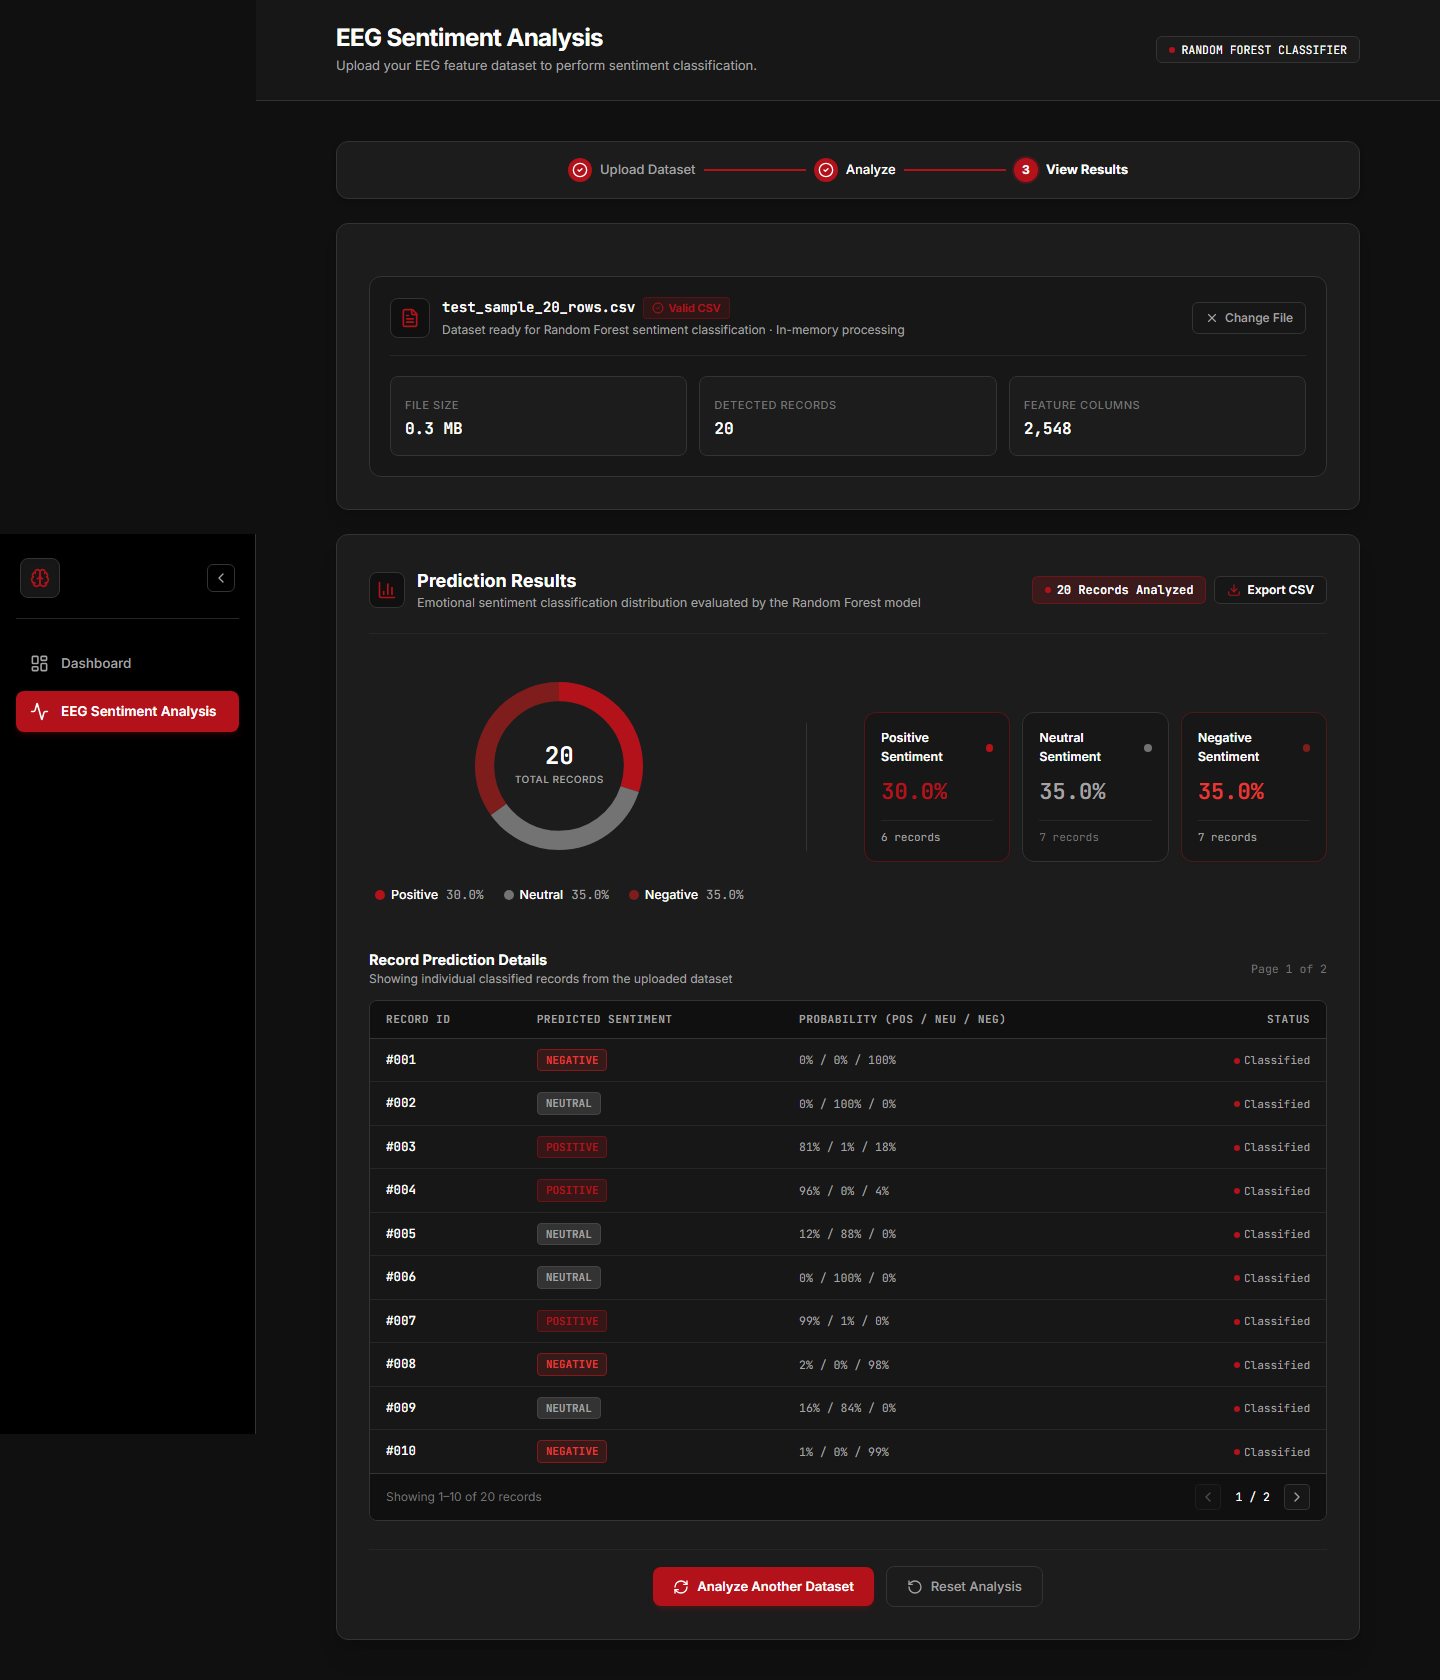 EEG Sentiment Analysis
Upload your EEG feature dataset to perform sentiment classification.
RANDOM FOREST CLASSIFIER
Upload Dataset
Analyze
3 View Results
test_sample_20_rows.csv Valid CSV
Dataset ready for Random Forest sentiment classification · In-memory processing
Change File
FILE SIZE
0.3 MB
DETECTED RECORDS
20
FEATURE COLUMNS
2,548
Dashboard
EEG Sentiment Analysis
Prediction Results
Emotional sentiment classification distribution evaluated by the Random Forest model
20 Records Analyzed
Export CSV
20
TOTAL RECORDS
Positive 30.0% Neutral 35.0% Negative 35.0%
Positive
Sentiment
30.0%
6 records
Neutral
Sentiment
35.0%
7 records
Negative
Sentiment
35.0%
7 records
Record Prediction Details
Showing individual classified records from the uploaded dataset
Page 1 of 2
RECORD ID PREDICTED SENTIMENT PROBABILITY (POS / NEU / NEG) STATUS
#001 NEGATIVE 0% / 0% / 100% Classified
#002 NEUTRAL 0% / 100% / 0% Classified
#003 POSITIVE 81% / 1% / 18% Classified
#004 POSITIVE 96% / 0% / 4% Classified
#005 NEUTRAL 12% / 88% / 0% Classified
#006 NEUTRAL 0% / 100% / 0% Classified
#007 POSITIVE 99% / 1% / 0% Classified
#008 NEGATIVE 2% / 0% / 98% Classified
#009 NEUTRAL 16% / 84% / 0% Classified
#010 NEGATIVE 1% / 0% / 99% Classified
Showing 1–10 of 20 records
1 / 2
Analyze Another Dataset
Reset Analysis